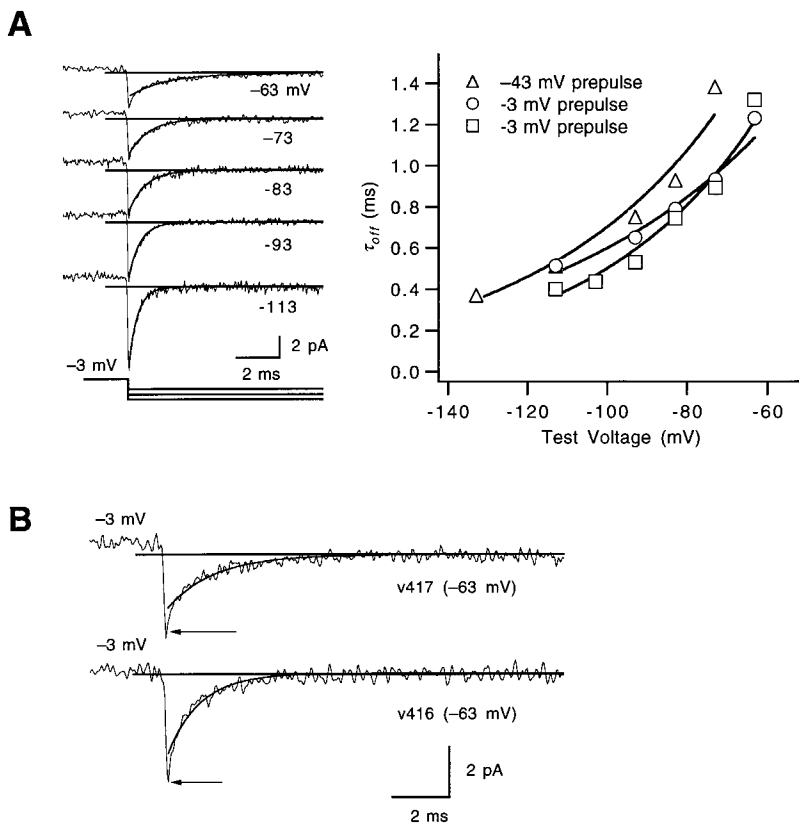 A
–63 mV
-73
-83
-93
-113
2 pA
2 ms
–3 mV
1.4
1.2
1.0
0.8
0.6
0.4
0.2
0.0
τoff (ms)
–43 mV prepulse
-3 mV prepulse
-3 mV prepulse
-140 -120 -100 -80 -60
Test Voltage (mV)
B
–3 mV
v417 (–63 mV)
–3 mV
v416 (–63 mV)
2 pA
2 ms